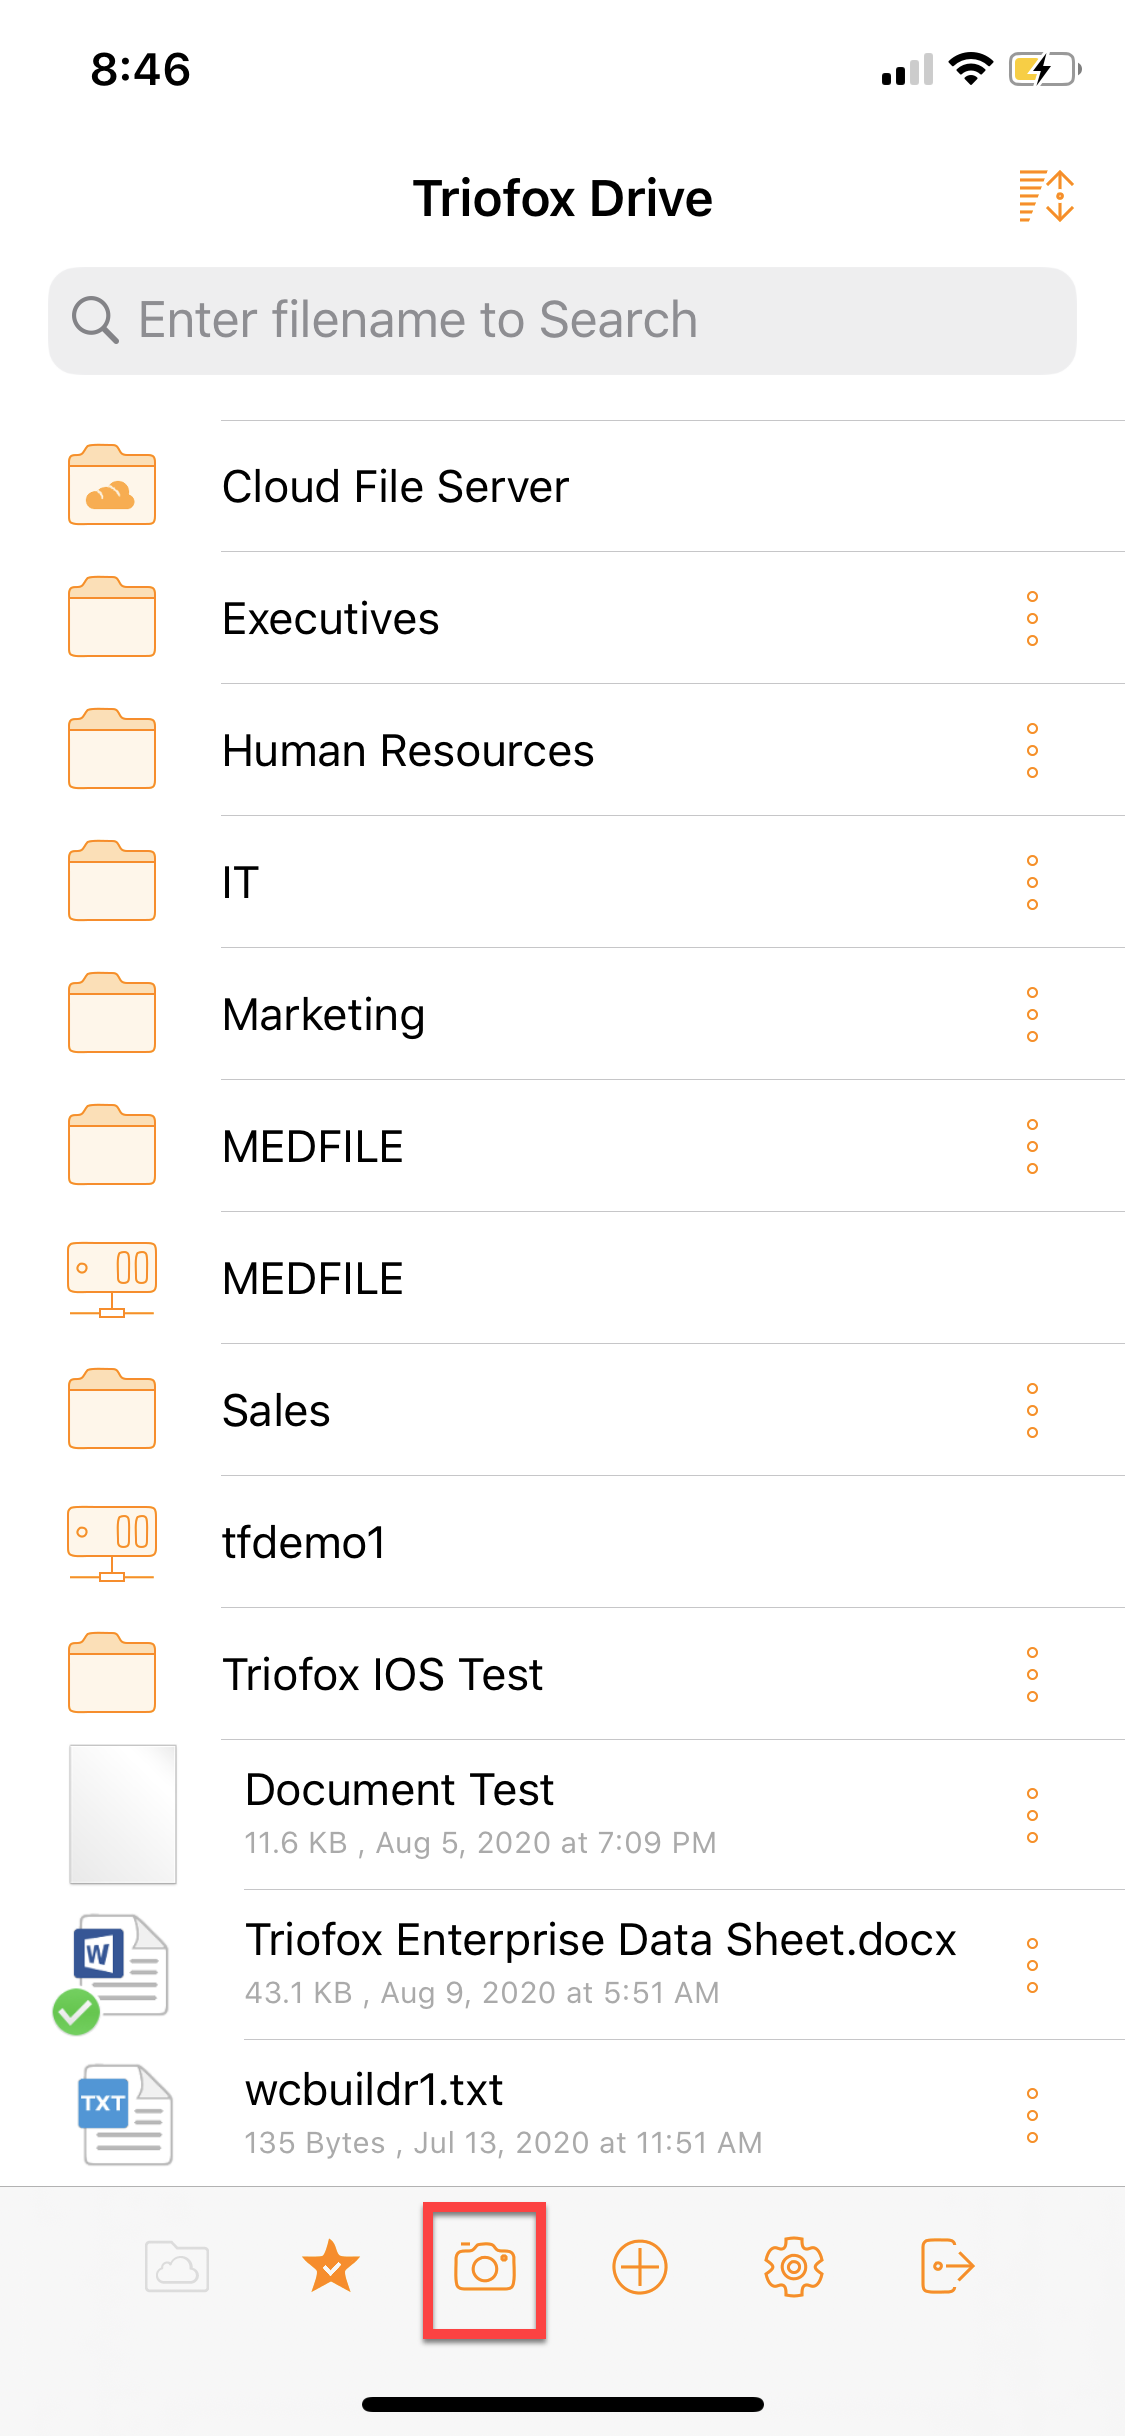 8:46
Triofox Drive
Enter filename to Search
Cloud File Server
Executives
Human Resources
IT
Marketing
MEDFILE
MEDFILE
Sales
tfdemo1
Triofox IOS Test
Document Test
11.6 KB , Aug 5, 2020 at 7:09 PM
W
Triofox Enterprise Data Sheet.docx
43.1 KB , Aug 9, 2020 at 5:51 AM
TXT
wcbuildr1.txt
135 Bytes , Jul 13, 2020 at 11:51 AM